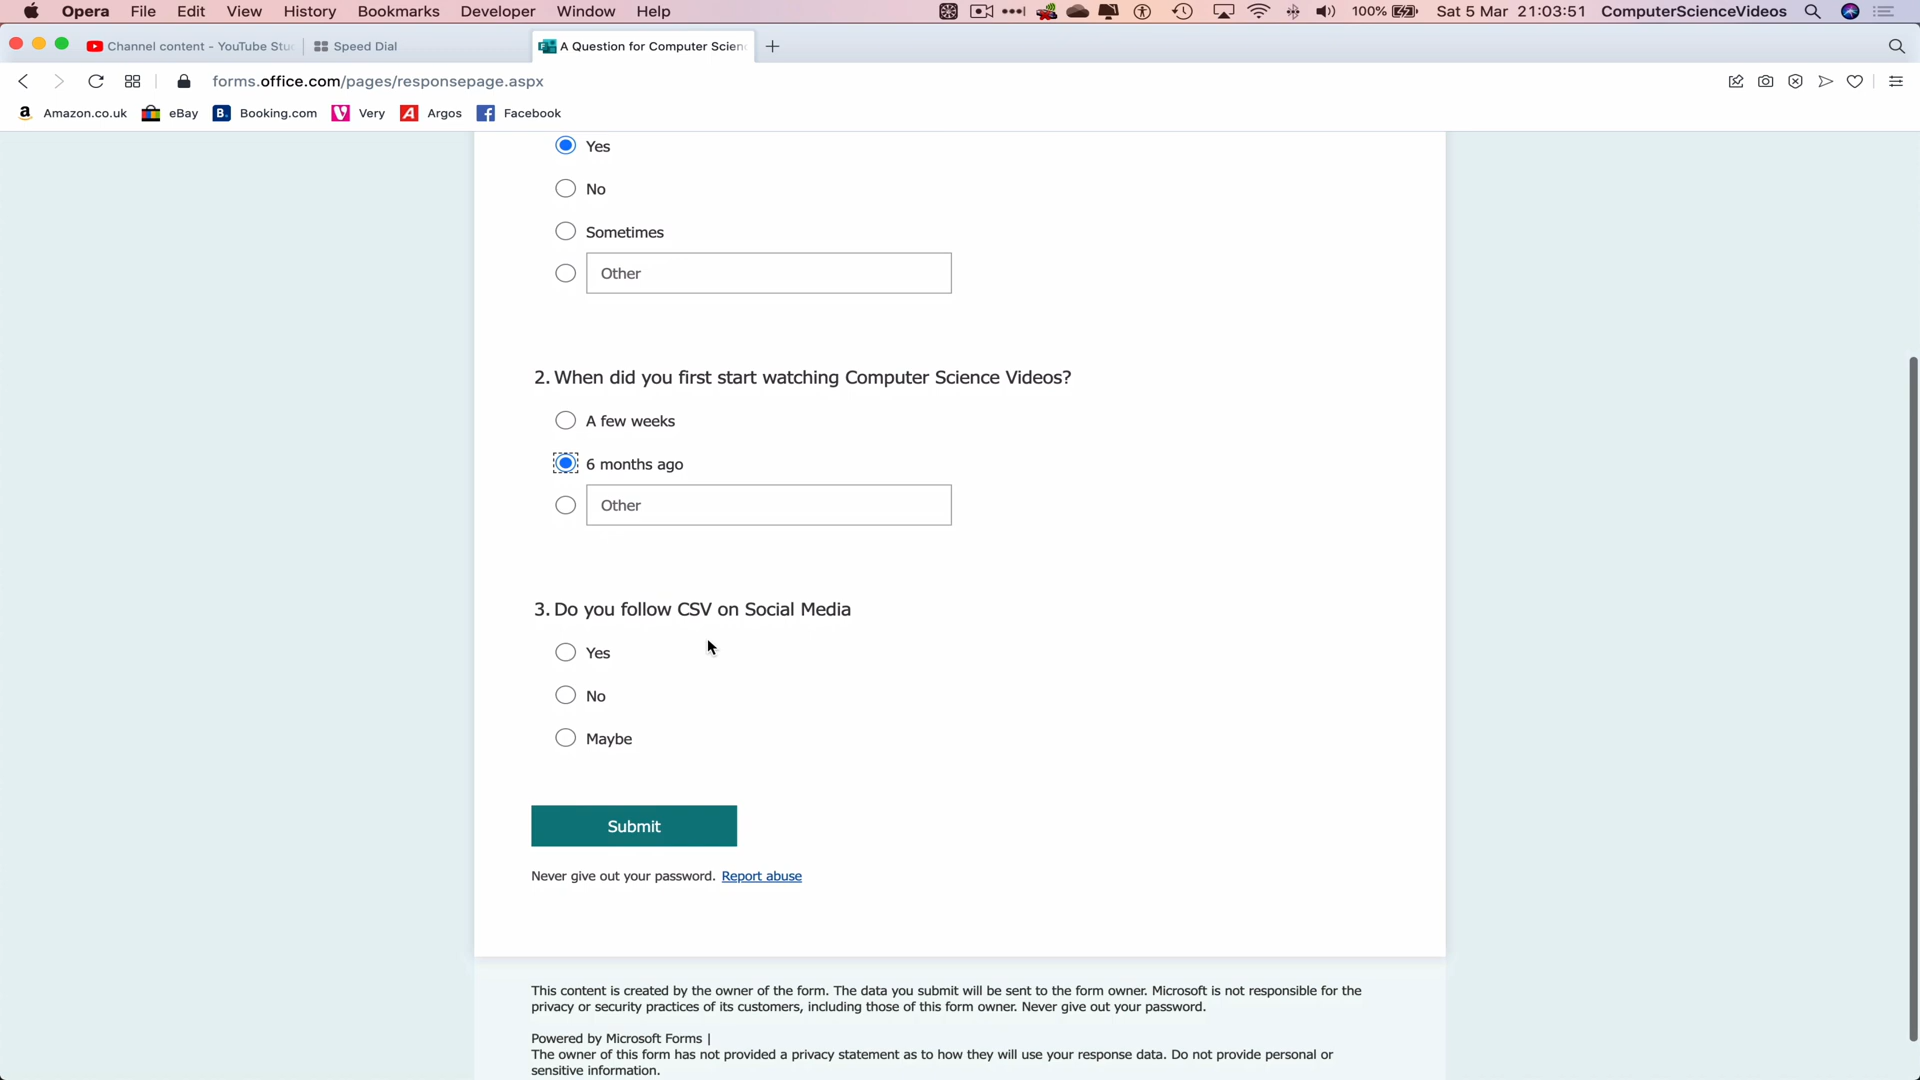 Opera File Edit View History Bookmarks Developer Window Help 100% Sat 5 Mar 21:03:51 ComputerScienceVideos
Channel content - YouTube Stu Speed Dial A Question for Computer Scien
forms.office.com/pages/responsepage.aspx
Amazon.co.uk eBay Booking.com Very Argos Facebook
Yes
No
Sometimes
Other
2. When did you first start watching Computer Science Videos?
A few weeks
6 months ago
Other
3. Do you follow CSV on Social Media
Yes
No
Maybe
Submit
Never give out your password. Report abuse
This content is created by the owner of the form. The data you submit will be sent to the form owner. Microsoft is not responsible for the
privacy or security practices of its customers, including those of this form owner. Never give out your password.
Powered by Microsoft Forms |
The owner of this form has not provided a privacy statement as to how they will use your response data. Do not provide personal or
sensitive information.